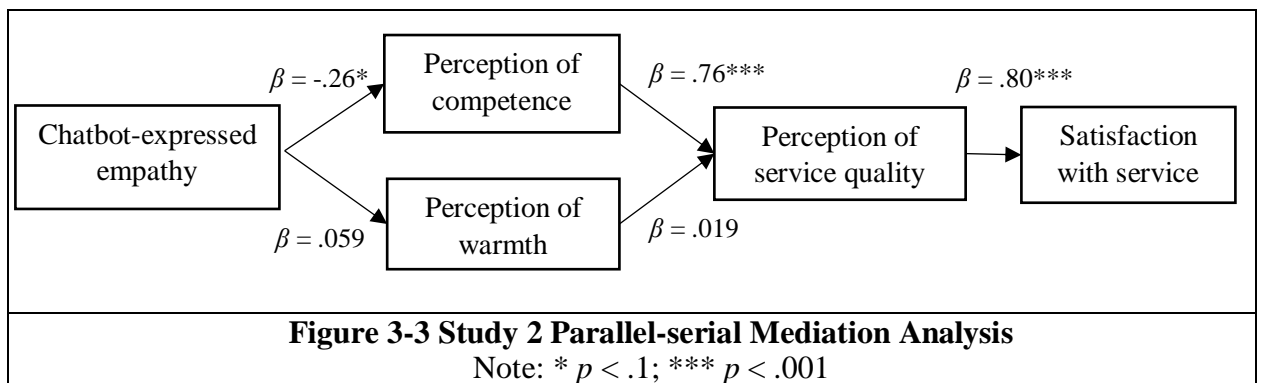 Chatbot-expressed
empathy
β = -.26*
Perception of
competence
β = .059
Perception of
warmth
β = .76***
β = .019
Perception of
service quality
β = .80***
Satisfaction
with service
Figure 3-3 Study 2 Parallel-serial Mediation Analysis
Note: * p < .1; *** p < .001